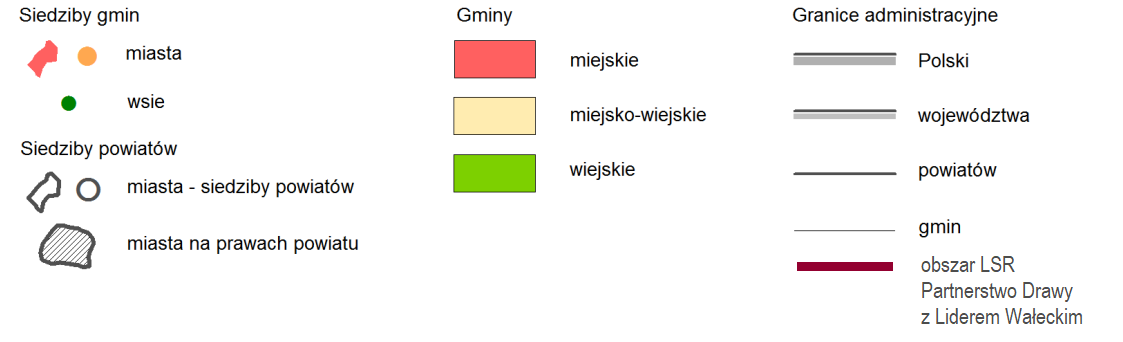 Siedziby gmin
miasta
wsie
Siedziby powiatów
miasta - siedziby powiatów
miasta na prawach powiatu
Gminy
miejskie
miejsko-wiejskie
wiejskie
Granice administracyjne
Polski
województwa
powiatów
gmin
obszar LSR
Partnerstwo Drawy
z Liderem Wałeckim